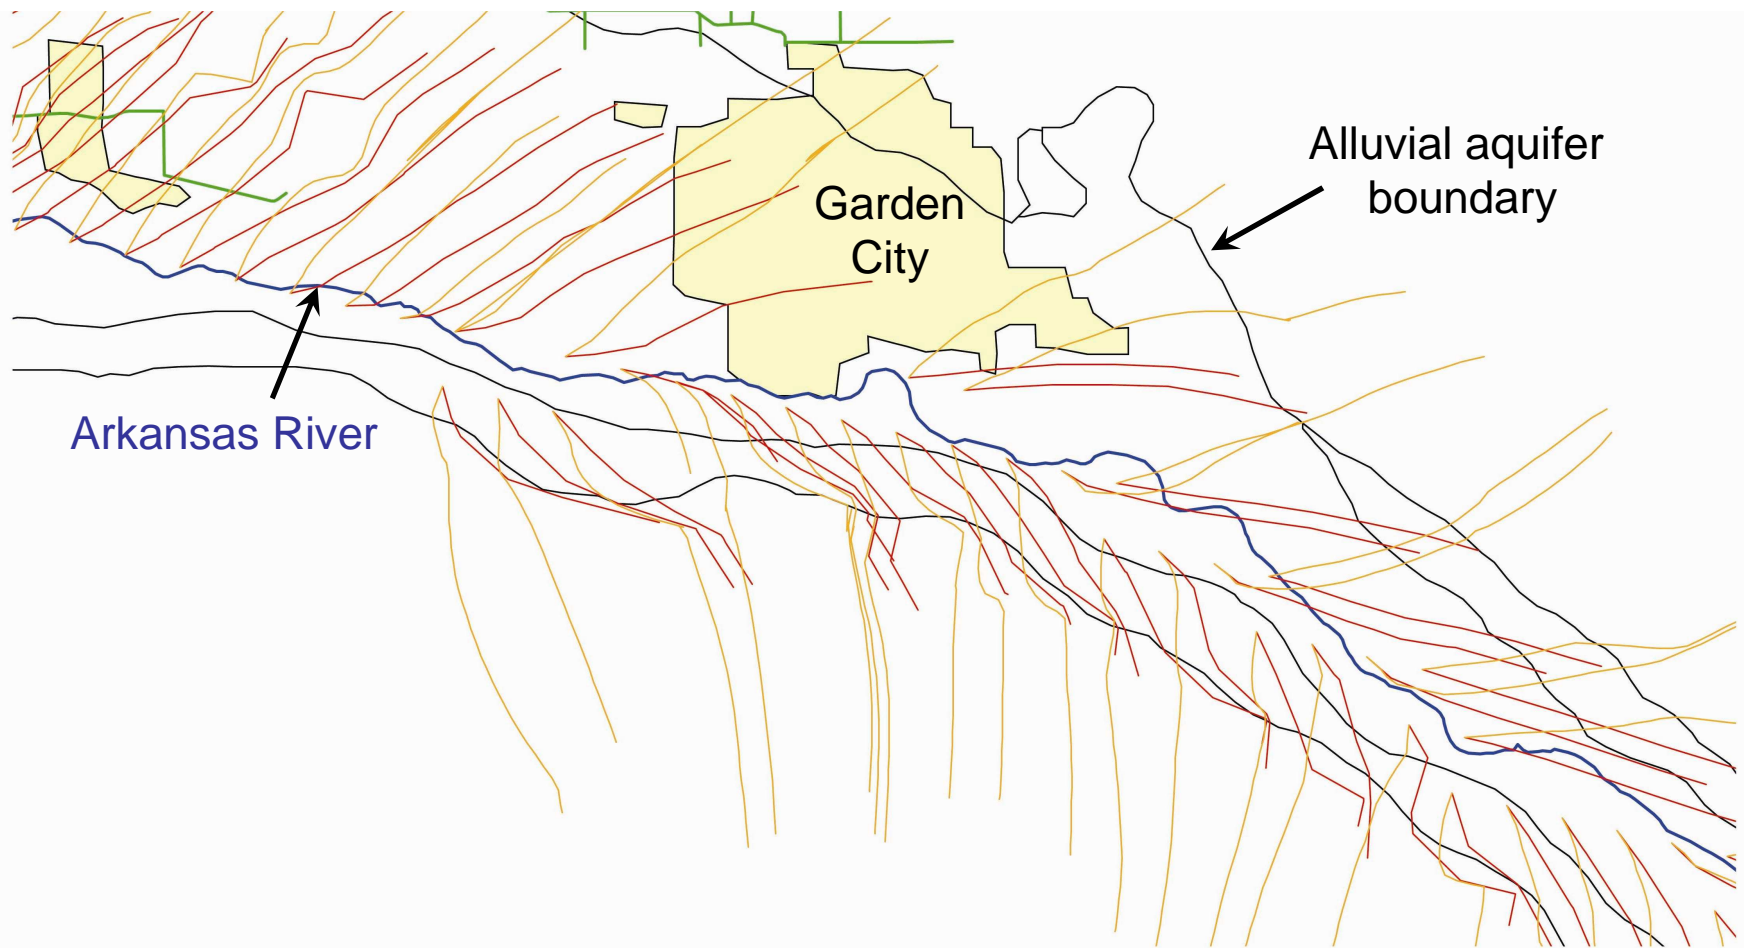 Alluvial aquifer
boundary
Garden
City
Arkansas River